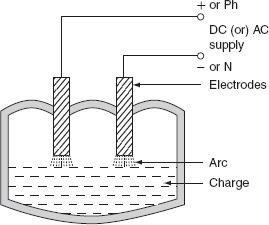 + or Ph
DC (or) AC
supply
− or N
Electrodes
Arc
Charge